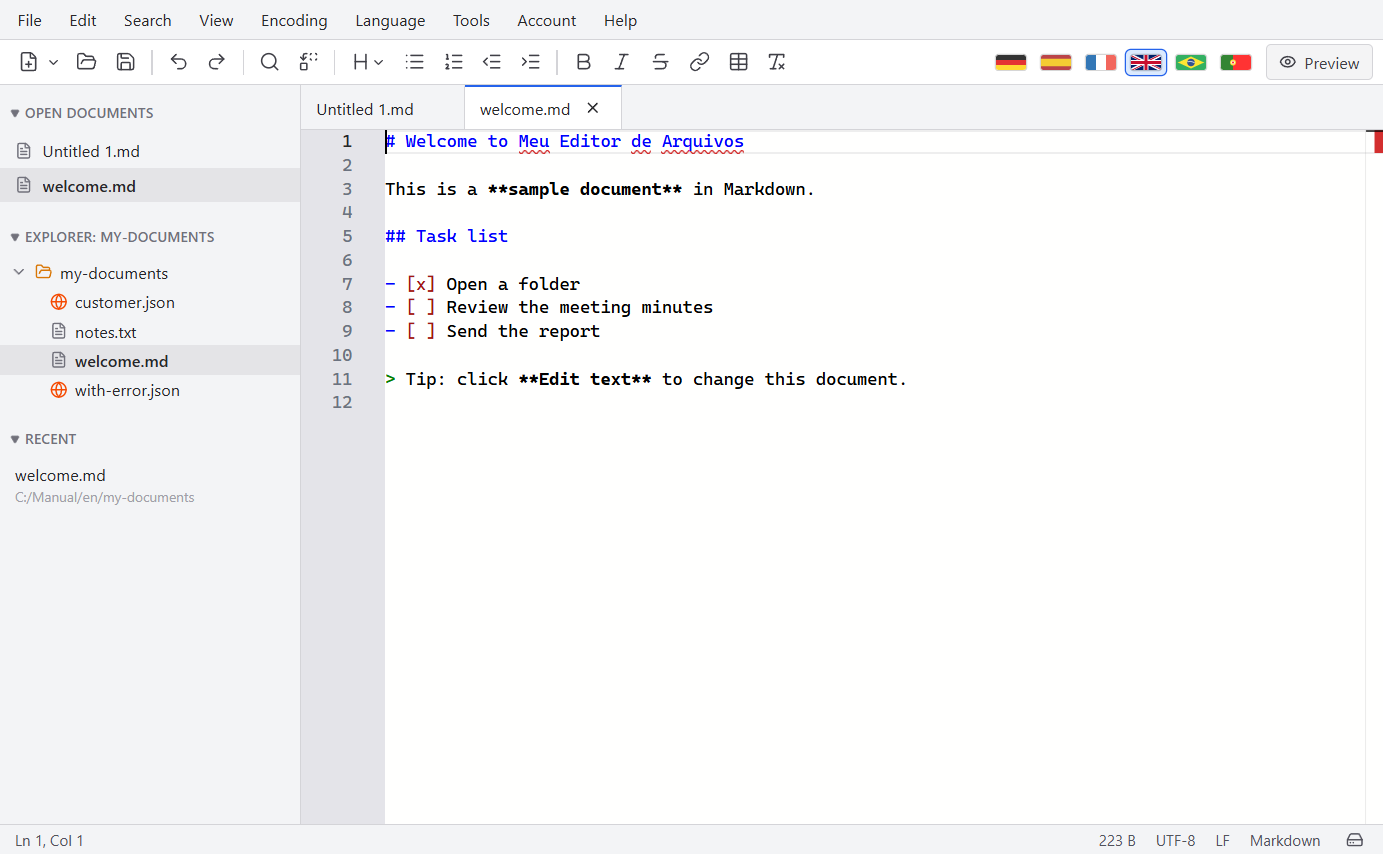 File Edit Search View Encoding Language Tools Account Help
H B I S Preview
OPEN DOCUMENTS
Untitled 1.md
welcome.md
EXPLORER: MY-DOCUMENTS
my-documents
customer.json
notes.txt
welcome.md
with-error.json
RECENT
welcome.md
C:/Manual/en/my-documents
Untitled 1.md welcome.md
1 # Welcome to Meu Editor de Arquivos
2
3 This is a **sample document** in Markdown.
4
5 ## Task list
6
7 - [x] Open a folder
8 - [ ] Review the meeting minutes
9 - [ ] Send the report
10
11 > Tip: click **Edit text** to change this document.
12
Ln 1, Col 1 223 B UTF-8 LF Markdown